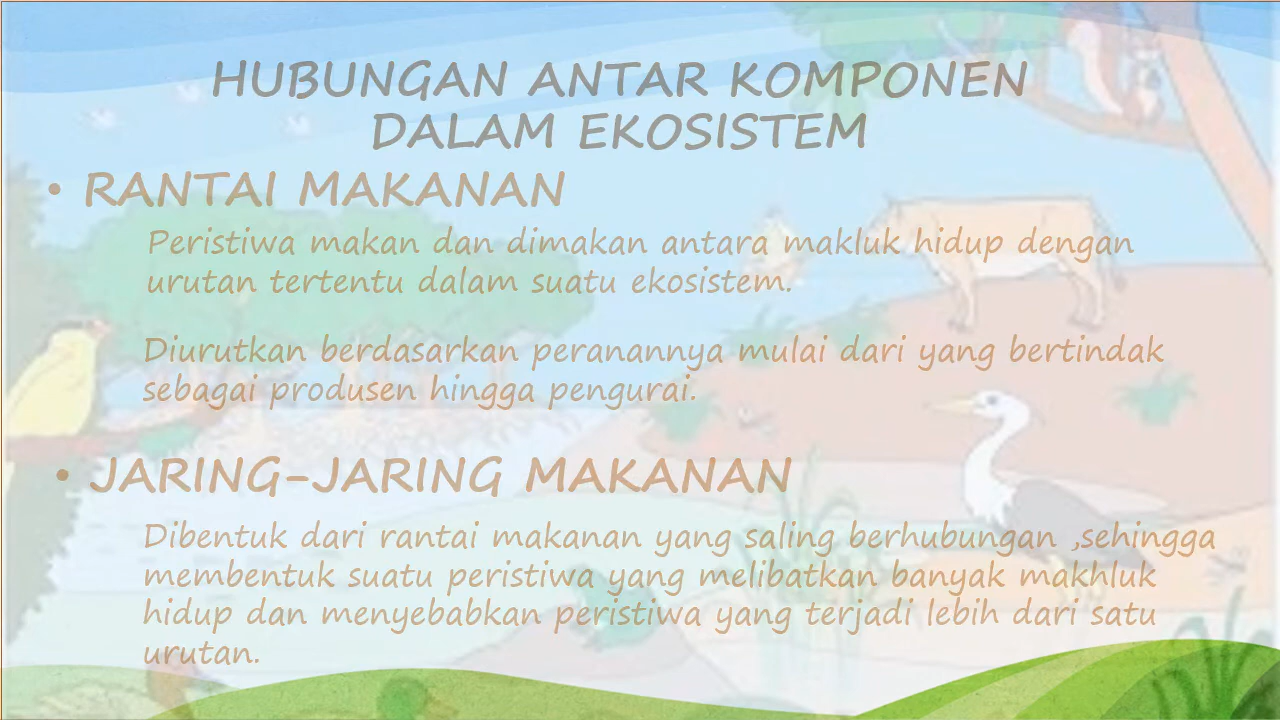 HUBUNGAN ANTAR KOMPONEN
DALAM EKOSISTEM
• RANTAI MAKANAN
Peristiwa makan dan dimakan antara makluk hidup dengan
urutan tertentu dalam suatu ekosistem.
Diurutkan berdasarkan peranannya mulai dari yang bertindak
sebagai produsen hingga pengurai.
• JARING-JARING MAKANAN
Dibentuk dari rantai makanan yang saling berhubungan ,sehingga
membentuk suatu peristiwa yang melibatkan banyak makhluk
hidup dan menyebabkan peristiwa yang terjadi lebih dari satu
urutan.